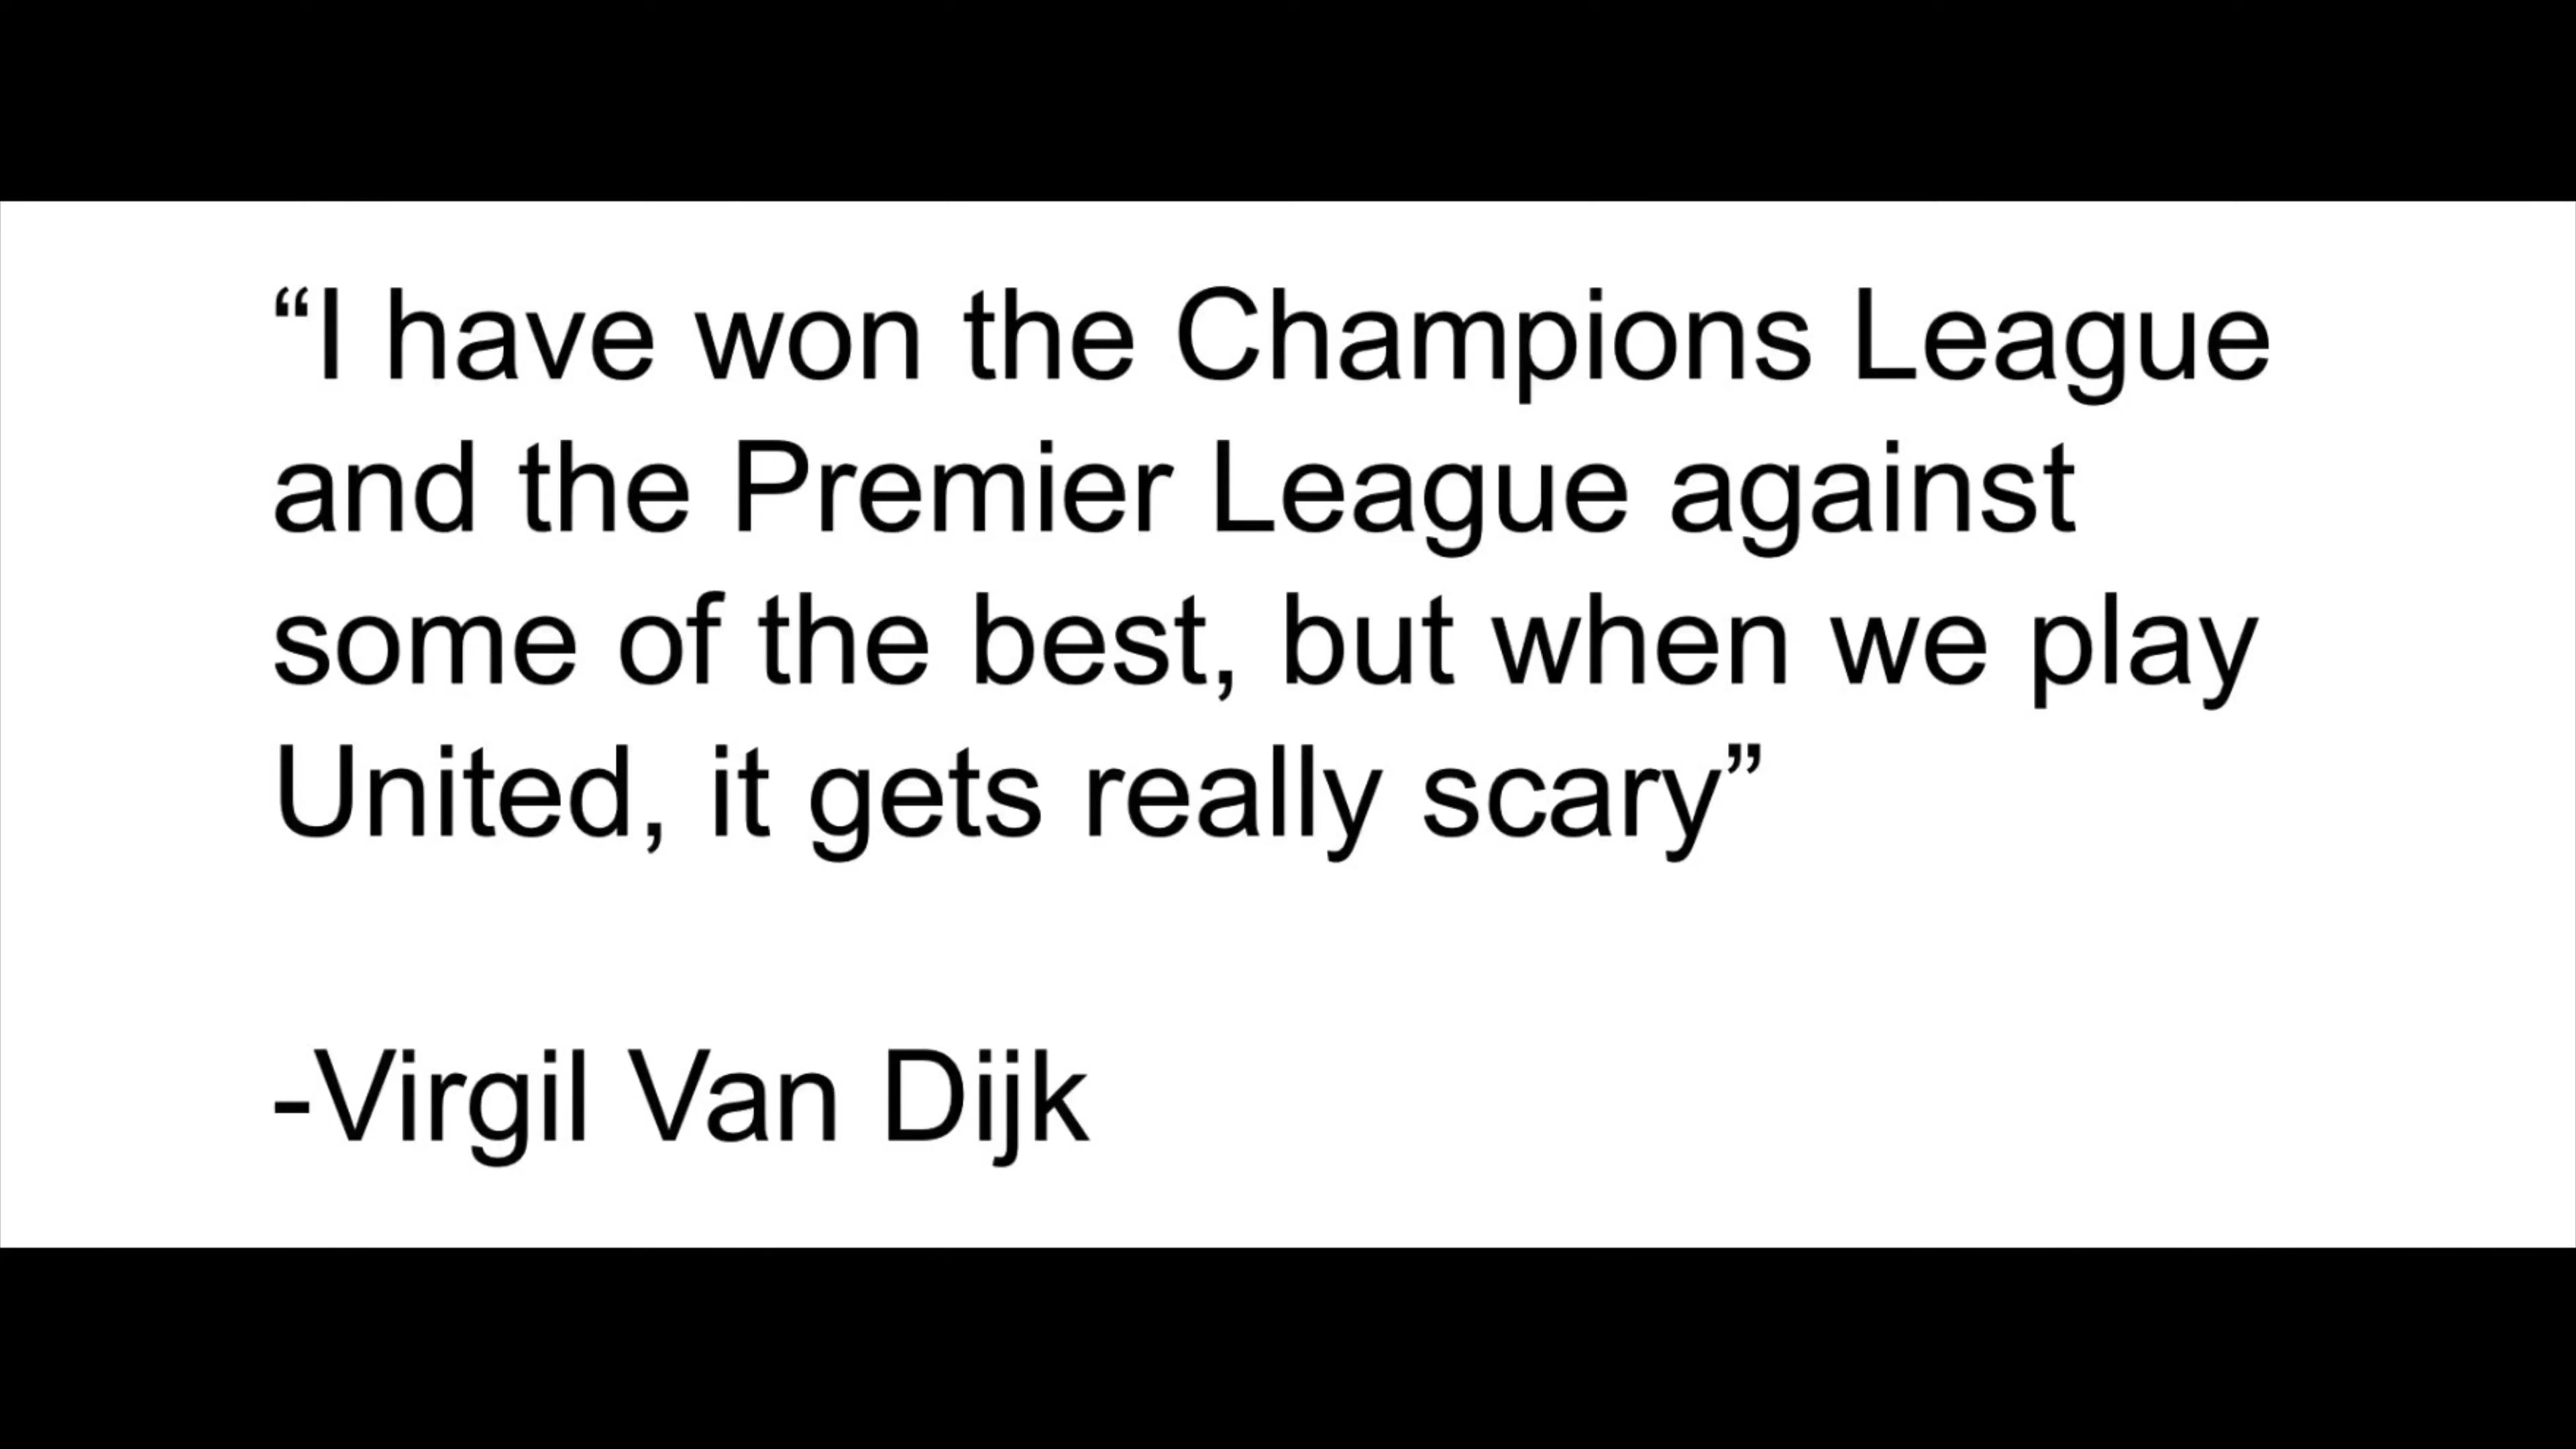 “I have won the Champions League
and the Premier League against
some of the best, but when we play
United, it gets really scary”
-Virgil Van Dijk